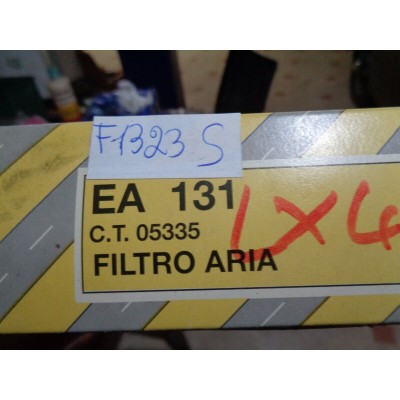 F1323 S
EA 131
C.T. 05335
FILTRO ARIA
1X4